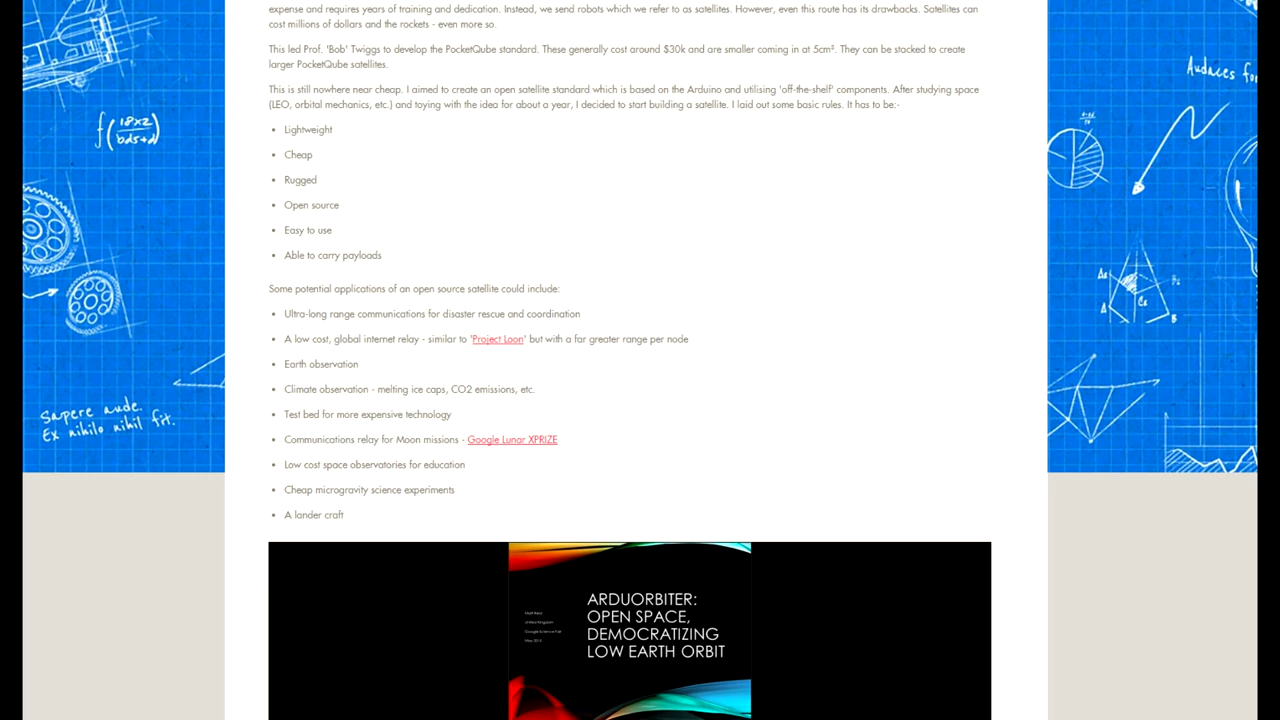 expense and requires years of training and dedication. Instead, we send robots which we refer to as satellites. However, even this route has its drawbacks. Satellites can
cost millions of dollars and the rockets - even more so.
This led Prof. 'Bob' Twiggs to develop the PocketQube standard. These generally cost around $30k and are smaller coming in at 5cm³. They can be stacked to create
larger PocketQube satellites.
This is still nowhere near cheap. I aimed to create an open satellite standard which is based on the Arduino and utilising 'off-the-shelf' components. After studying space
(LEO, orbital mechanics, etc.) and toying with the idea for about a year, I decided to start building a satellite. I laid out some basic rules. It has to be:-
• Lightweight
• Cheap
• Rugged
• Open source
• Easy to use
• Able to carry payloads
Some potential applications of an open source satellite could include:
• Ultra-long range communications for disaster rescue and coordination
• A low cost, global internet relay - similar to 'Project Loon' but with a far greater range per node
• Earth observation
• Climate observation - melting ice caps, CO2 emissions, etc.
• Test bed for more expensive technology
• Communications relay for Moon missions - Google Lunar XPRIZE
• Low cost space observatories for education
• Cheap microgravity science experiments
• A lander craft
ARDUORBITER:
OPEN SPACE,
DEMOCRATIZING
LOW EARTH ORBIT
United Kingdom
Google Science Fair
Sapere aude.
Ex nihilo nihil fit.
Audaces fo